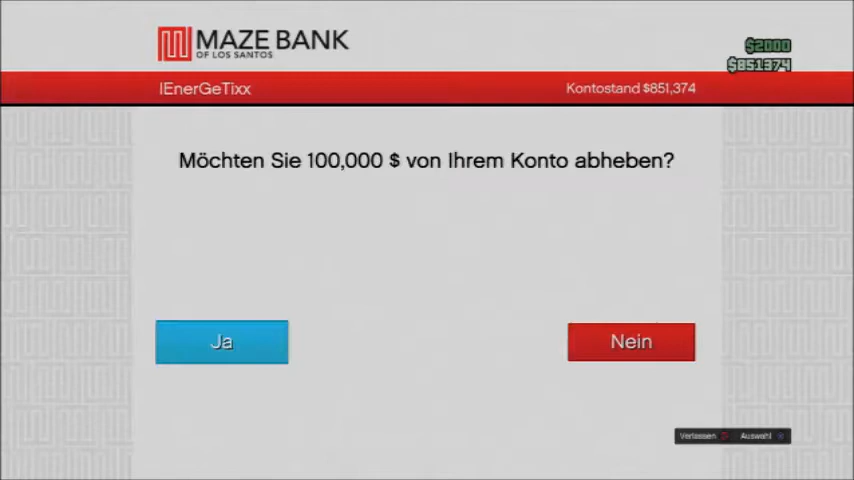 MAZE BANK
OF LOS SANTOS
$2000
$851374
IEnerGeTixx
Kontostand $851,374
Möchten Sie 100,000 $ von Ihrem Konto abheben?
Ja
Nein
Verlassen
Auswahl